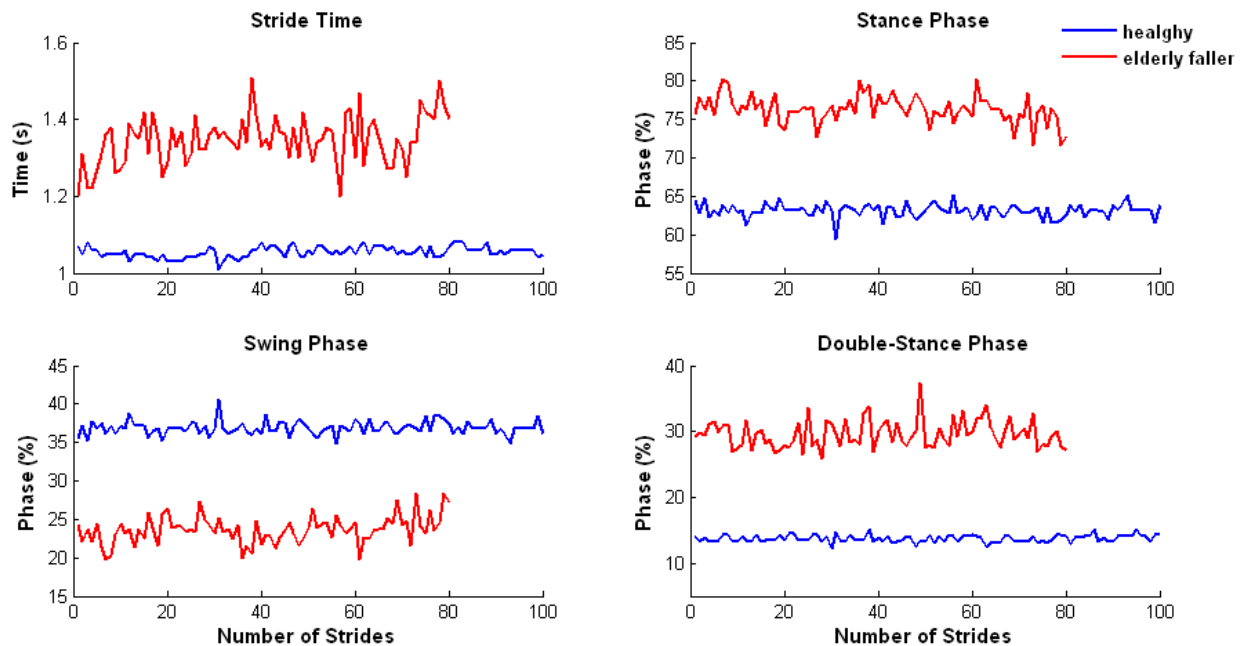 Stride Time
1.6
1.4
1.2
1
Time (s)
0 20 40 60 80 100
Stance Phase
85
80
75
70
65
60
55
Phase (%)
0 20 40 60 80 100
healghy
elderly faller
Swing Phase
45
40
35
30
25
20
15
Phase (%)
0 20 40 60 80 100
Number of Strides
Double-Stance Phase
40
30
20
10
Phase (%)
0 20 40 60 80 100
Number of Strides